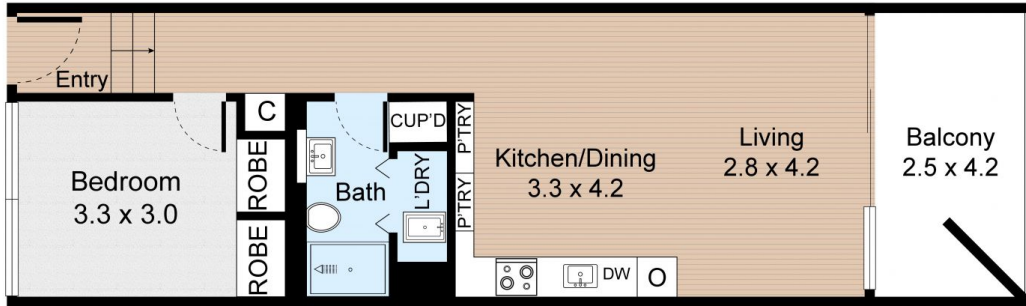 Entry
C
CUP'D
P'TRY
Bedroom
3.3 x 3.0
ROBE
ROBE
Bath
L'DRY
P'TRY
Kitchen/Dining
3.3 x 4.2
Living
2.8 x 4.2
Balcony
2.5 x 4.2
DW
O